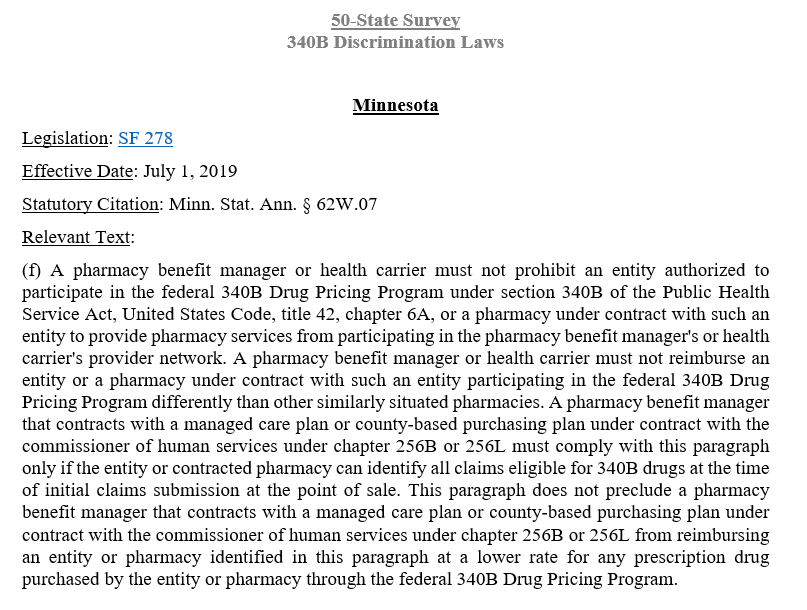 50-State Survey
340B Discrimination Laws
Minnesota
Legislation: SF 278
Effective Date: July 1, 2019
Statutory Citation: Minn. Stat. Ann. § 62W.07
Relevant Text:
(f) A pharmacy benefit manager or health carrier must not prohibit an entity authorized to
participate in the federal 340B Drug Pricing Program under section 340B of the Public Health
Service Act, United States Code, title 42, chapter 6A, or a pharmacy under contract with such an
entity to provide pharmacy services from participating in the pharmacy benefit manager's or health
carrier's provider network. A pharmacy benefit manager or health carrier must not reimburse an
entity or a pharmacy under contract with such an entity participating in the federal 340B Drug
Pricing Program differently than other similarly situated pharmacies. A pharmacy benefit manager
that contracts with a managed care plan or county-based purchasing plan under contract with the
commissioner of human services under chapter 256B or 256L must comply with this paragraph
only if the entity or contracted pharmacy can identify all claims eligible for 340B drugs at the time
of initial claims submission at the point of sale. This paragraph does not preclude a pharmacy
benefit manager that contracts with a managed care plan or county-based purchasing plan under
contract with the commissioner of human services under chapter 256B or 256L from reimbursing
an entity or pharmacy identified in this paragraph at a lower rate for any prescription drug
purchased by the entity or pharmacy through the federal 340B Drug Pricing Program.